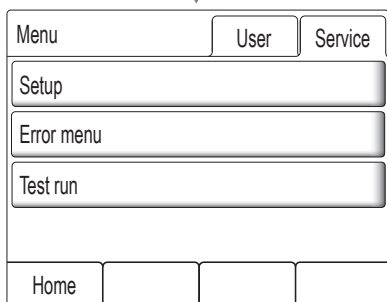 Menu User Service
Setup
Error menu
Test run
Home